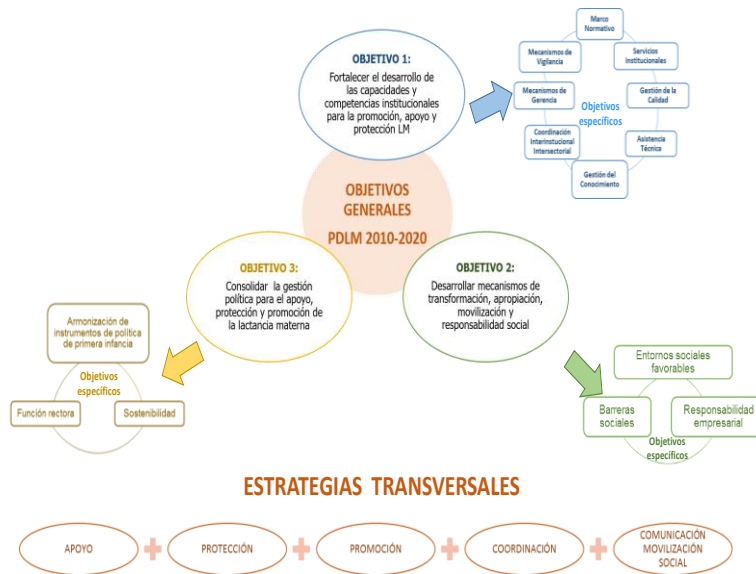 OBJETIVO 1:
Fortalecer el desarrollo de
las capacidades y
competencias institucionales
para la promoción, apoyo y
protección LM
Marco
Normativo
Servicios
Institucionales
Gestión de la
Calidad
Asistencia
Técnica
Gestión del
Conocimiento
Coordinación
Interinstucional
Intersectorial
Mecanismos de
Gerencia
Mecanismos de
Vigilancia
Objetivos
específicos
OBJETIVOS
GENERALES
PDLM 2010-2020
OBJETIVO 3:
Consolidar la gestión
política para el apoyo,
protección y promoción de
la lactancia materna
OBJETIVO 2:
Desarrollar mecanismos de
transformación, apropiación,
movilización y
responsabilidad social
Armonización de
instrumentos de política
de primera infancia
Objetivos
específicos
Función rectora
Sostenibilidad
Entornos sociales
favorables
Barreras
sociales
Responsabilidad
empresarial
Objetivos
específicos
ESTRATEGIAS TRANSVERSALES
APOYO
PROTECCIÓN
PROMOCIÓN
COORDINACIÓN
COMUNICACIÓN
MOVILIZACIÓN
SOCIAL